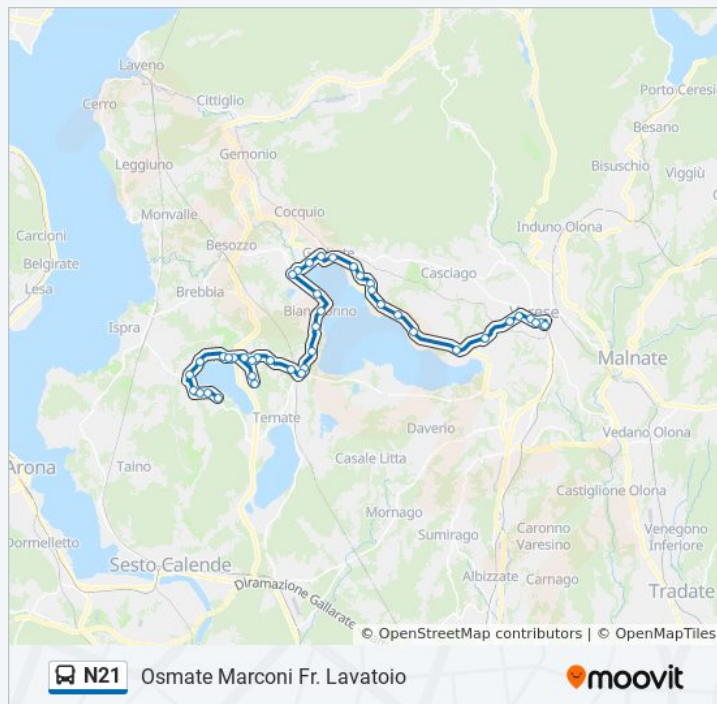 Laveno
Porto Ceresi
Cerro
Cittiglio
Besano
Gemonio
Bisuschio
Viggiù
Leggiuno
Cocquio
Monvalle
Induno Olona
Carcioni
Besozzo
Belgirate
Casciago
Lesa
Brebbia
Biandronno
Varese
Ispra
Malnate
Ternate
Daverio
Vedano Olona
Arona
Taino
Casale Litta
Castiglione Olona
Mornago
Dormelletto
Sumirago
Caronno
Varesino
Venegono
Inferiore
Sesto Calende
Albizzate
Carnago
Diramazione Gallarate
Tradate
© OpenStreetMap contributors | © OpenMapTiles
N21 Osmate Marconi Fr. Lavatoio
moovit